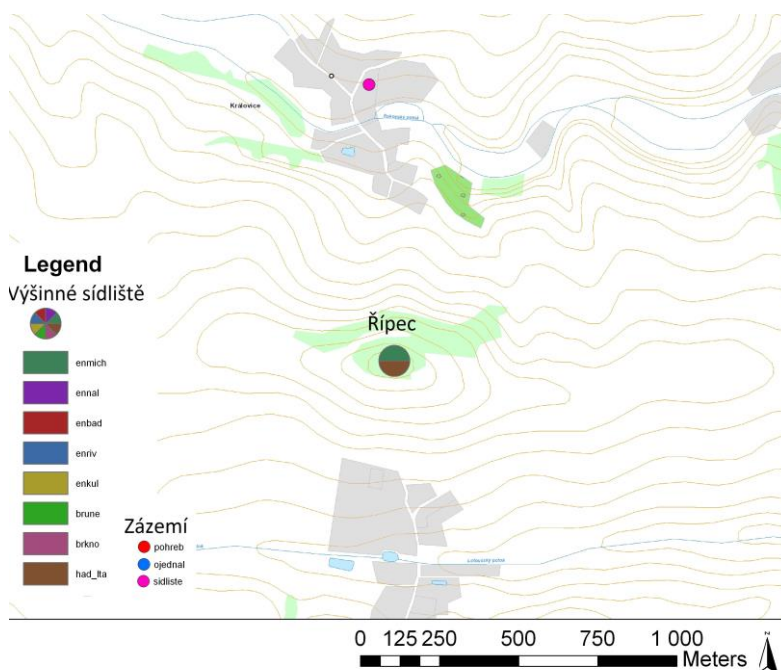 Královice
Legend
Výšinné sídliště
Řípec
enmich
ennal
enbad
enriv
enkul
brune
brkno
had_lta
Zázemí
pohreb
ojednal
sidliste
0 125 250 500 750 1 000
Meters